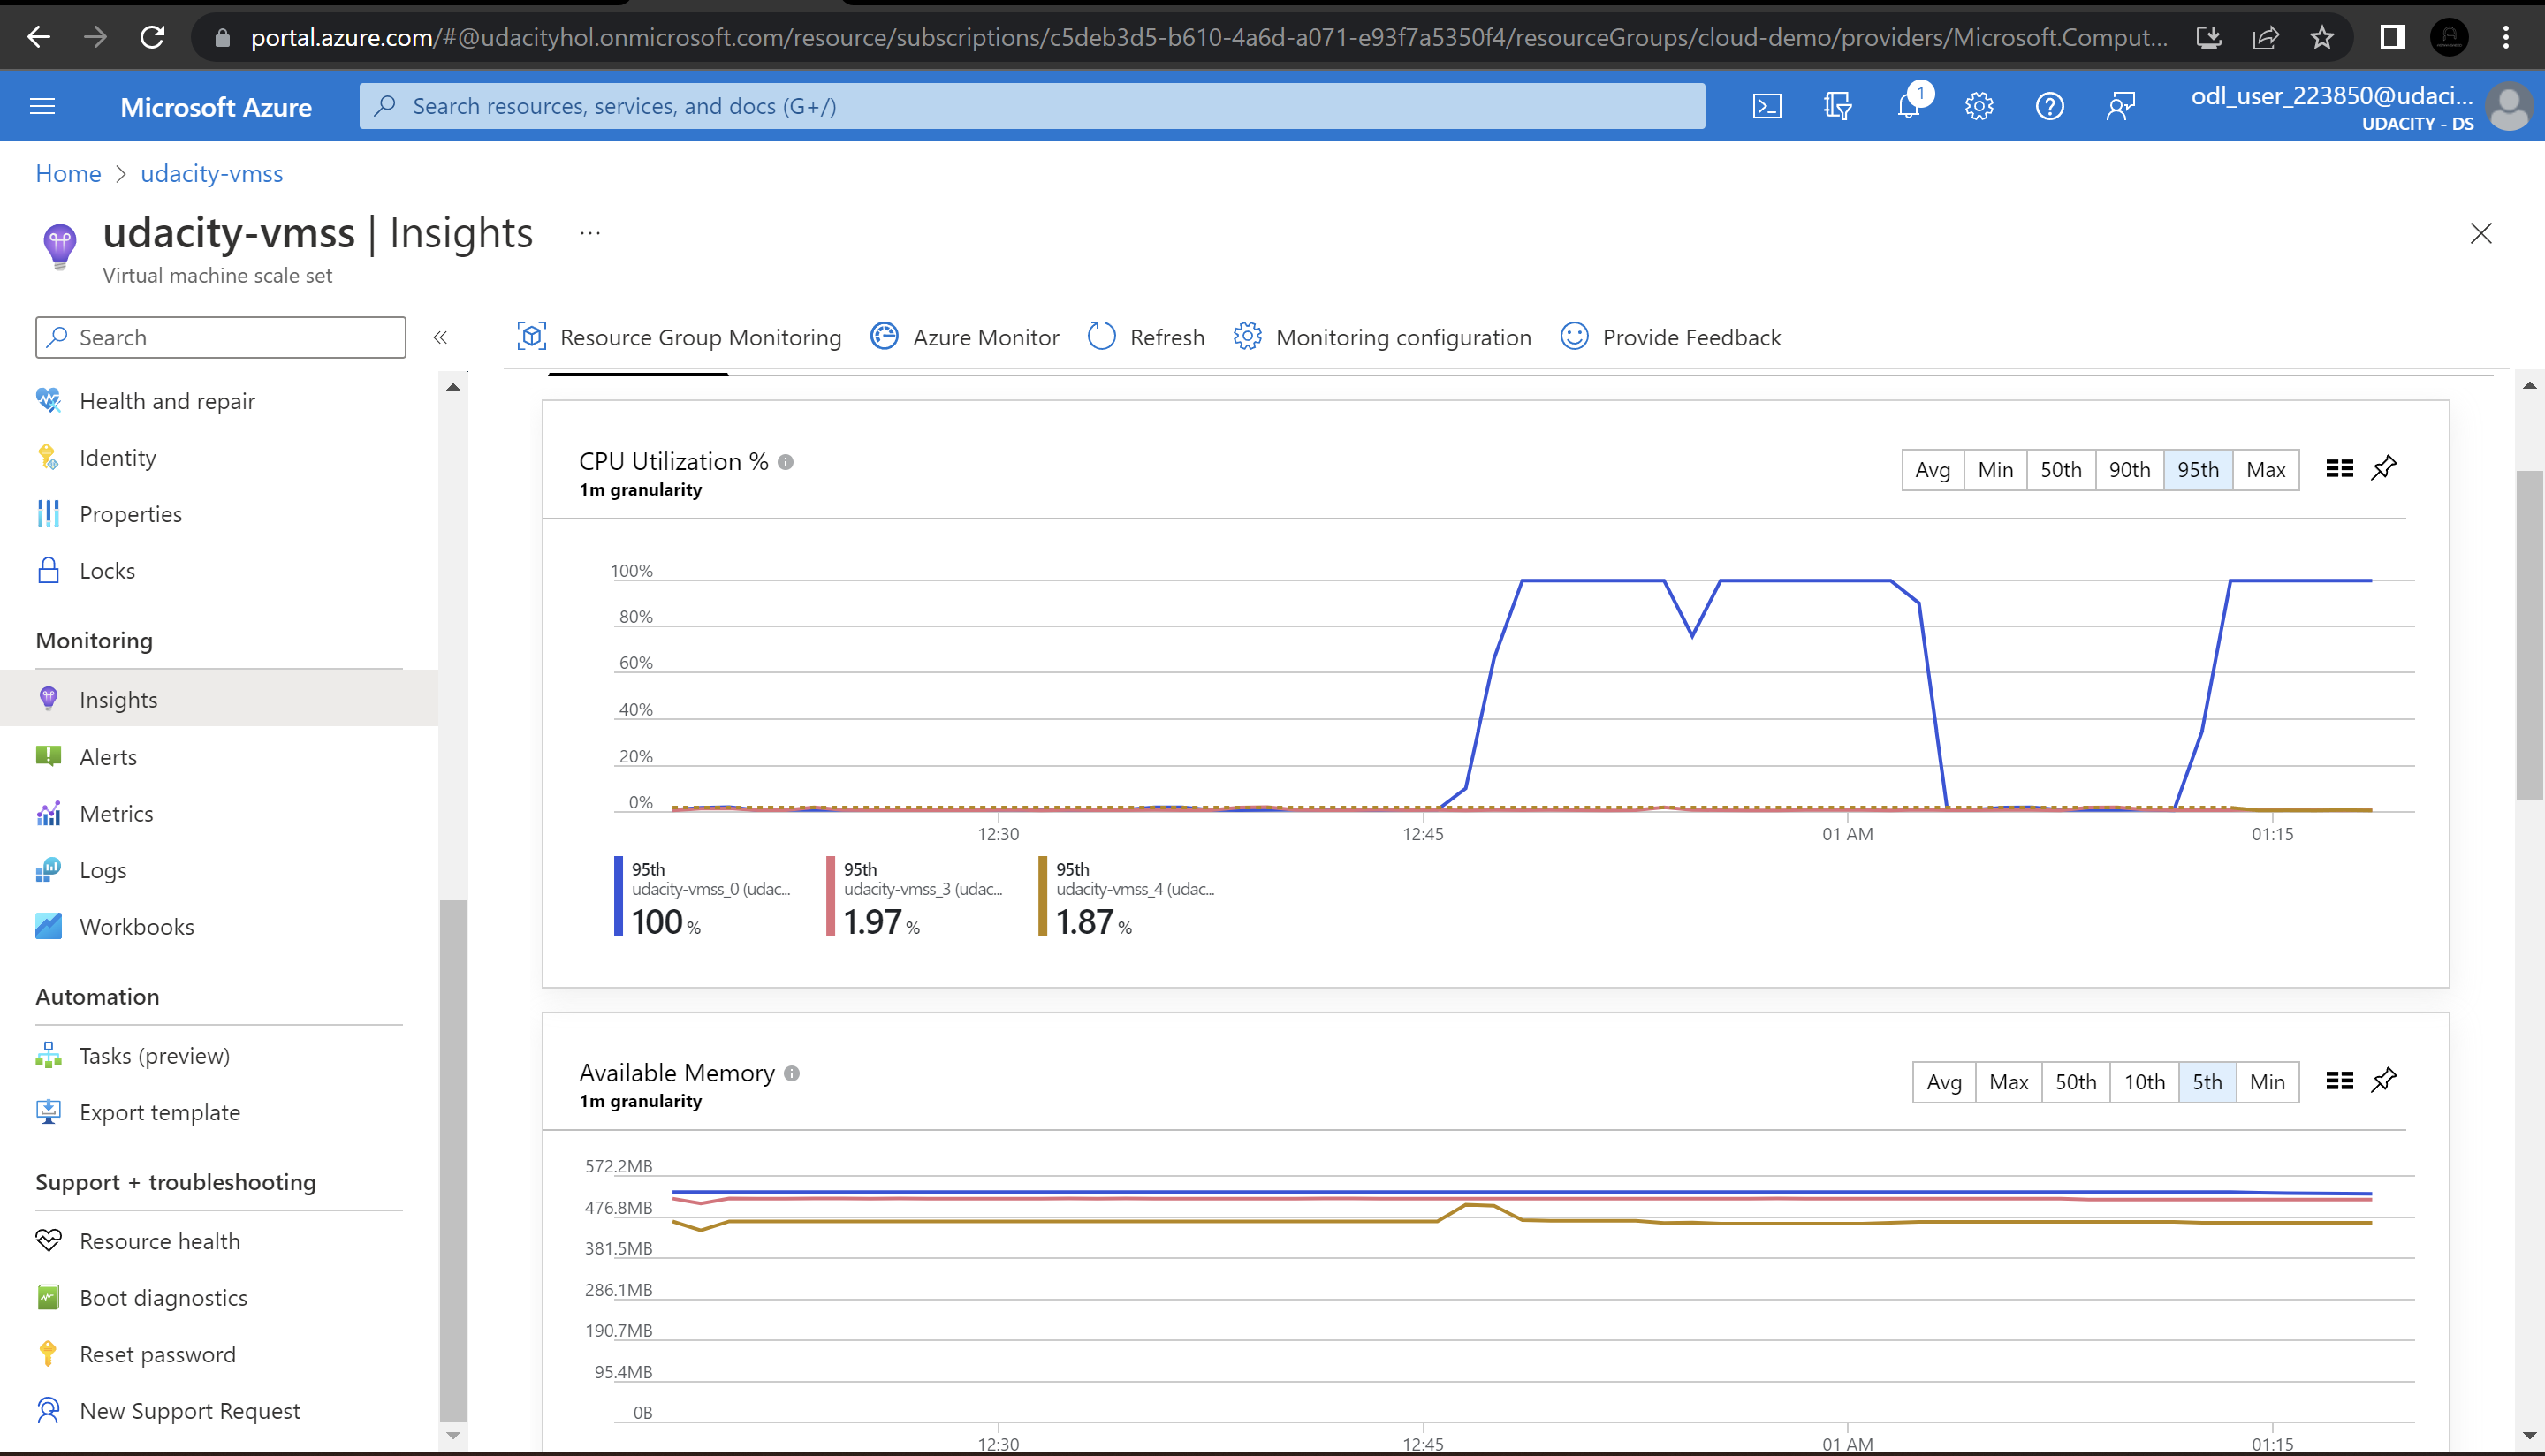 portal.azure.com/#@udacityhol.onmicrosoft.com/resource/subscriptions/c5deb3d5-b610-4a6d-a071-e93f7a5350f4/resourceGroups/cloud-demo/providers/Microsoft.Comput...
Microsoft Azure
Search resources, services, and docs (G+/)
1
odl_user_223850@udaci...
UDACITY - DS
Home > udacity-vmss
udacity-vmss | Insights ...
Virtual machine scale set
Search
«
Resource Group Monitoring
Azure Monitor
Refresh
Monitoring configuration
Provide Feedback
Health and repair
Identity
Properties
Locks
Monitoring
Insights
Alerts
Metrics
Logs
Workbooks
Automation
Tasks (preview)
Export template
Support + troubleshooting
Resource health
Boot diagnostics
Reset password
New Support Request
CPU Utilization %
1m granularity
Avg Min 50th 90th 95th Max
100%
80%
60%
40%
20%
0%
12:30 12:45 01 AM 01:15
95th
udacity-vmss_0 (udac...
100 %
95th
udacity-vmss_3 (udac...
1.97 %
95th
udacity-vmss_4 (udac...
1.87 %
Available Memory
1m granularity
Avg Max 50th 10th 5th Min
572.2MB
476.8MB
381.5MB
286.1MB
190.7MB
95.4MB
0B
12:30 12:45 01 AM 01:15